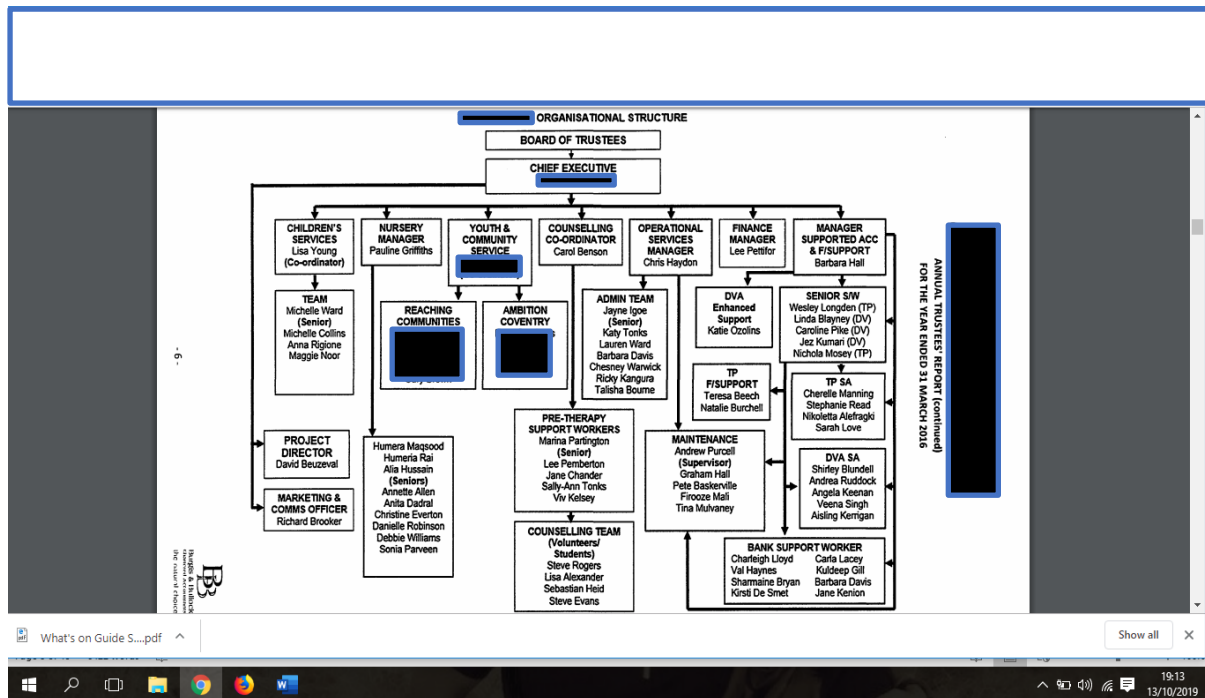 ORGANISATIONAL STRUCTURE
BOARD OF TRUSTEES
CHIEF EXECUTIVE
CHILDREN'S
SERVICES
Lisa Young
(Co-ordinator)
NURSERY
MANAGER
Pauline Griffiths
YOUTH &
COMMUNITY
SERVICE
COUNSELLING
CO-ORDINATOR
Carol Benson
OPERATIONAL
SERVICES
MANAGER
Chris Haydon
FINANCE
MANAGER
Lee Pettifor
MANAGER
SUPPORTED ACC
& F/SUPPORT
Barbara Hall
TEAM
Michelle Ward
(Senior)
Michelle Collins
Anna Rigione
Maggie Noor
REACHING
COMMUNITIES
AMBITION
COVENTRY
ADMIN TEAM
Jayne Igoe
(Senior)
Katy Tonks
Lauren Ward
Barbara Davis
Chesney Warwick
Ricky Kangura
Talisha Bourne
DVA
Enhanced
Support
Katie Ozolins
SENIOR S/W
Wesley Longden (TP)
Linda Blayney (DV)
Caroline Pike (DV)
Jez Kumari (DV)
Nichola Mosey (TP)
TP
F/SUPPORT
Teresa Beech
Natalie Burchell
TP SA
Cherelle Manning
Stephanie Read
Nikoletta Alefragki
Sarah Love
PROJECT
DIRECTOR
David Beuzeval
MARKETING &
COMMS OFFICER
Richard Brooker
Humera Maqsood
Humeria Rai
Alia Hussain
(Seniors)
Annette Allen
Anita Dadral
Christine Everton
Danielle Robinson
Debbie Williams
Sonia Parveen
PRE-THERAPY
SUPPORT WORKERS
Marina Partington
(Senior)
Lee Pemberton
Jane Chander
Sally-Ann Tonks
Viv Kelsey
MAINTENANCE
Andrew Purcell
(Supervisor)
Graham Hall
Pete Baskerville
Firooze Mali
Tina Mulvaney
DVA SA
Shirley Blundell
Andrea Ruddock
Angela Keenan
Veena Singh
Aisling Kerrigan
COUNSELLING TEAM
(Volunteers/
Students)
Steve Rogers
Lisa Alexander
Sebastian Heid
Steve Evans
BANK SUPPORT WORKER
Charleigh Lloyd Carla Lacey
Val Haynes Kuldeep Gill
Sharmaine Bryan Barbara Davis
Kirsti De Smet Jane Kenion
ANNUAL TRUSTEES' REPORT (continued)
FOR THE YEAR ENDED 31 MARCH 2016
- 6 -
Burgis & Bullock
the natural choice
What's on Guide S....pdf
Show all
19:13
13/10/2019